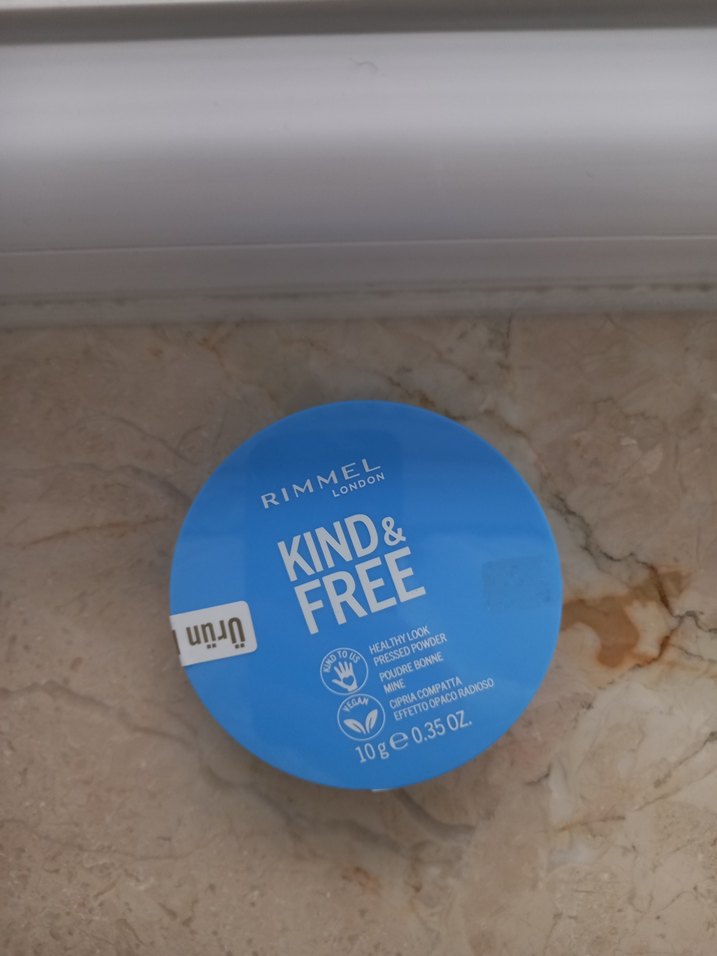 RIMMEL
LONDON
KIND &
FREE
KIND TO US
HEALTHY LOOK
PRESSED POWDER
POUDRE BONNE
MINE
VEGAN
CIPRIA COMPATTA
EFFETTO OPACO RADIOSO
10 g ℮ 0.35 OZ.
Ürün